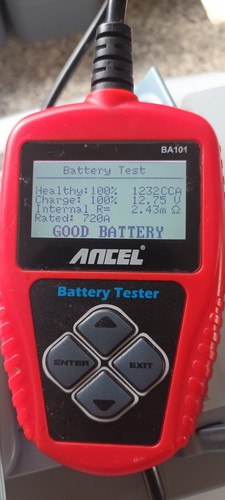 BA101
Battery Test
Healthy:100% 1232CCA
Charge: 100% 12.75 V
Internal R= 2.43m Ω
Rated: 720A
GOOD BATTERY
ANCEL®
Battery Tester
ENTER EXIT